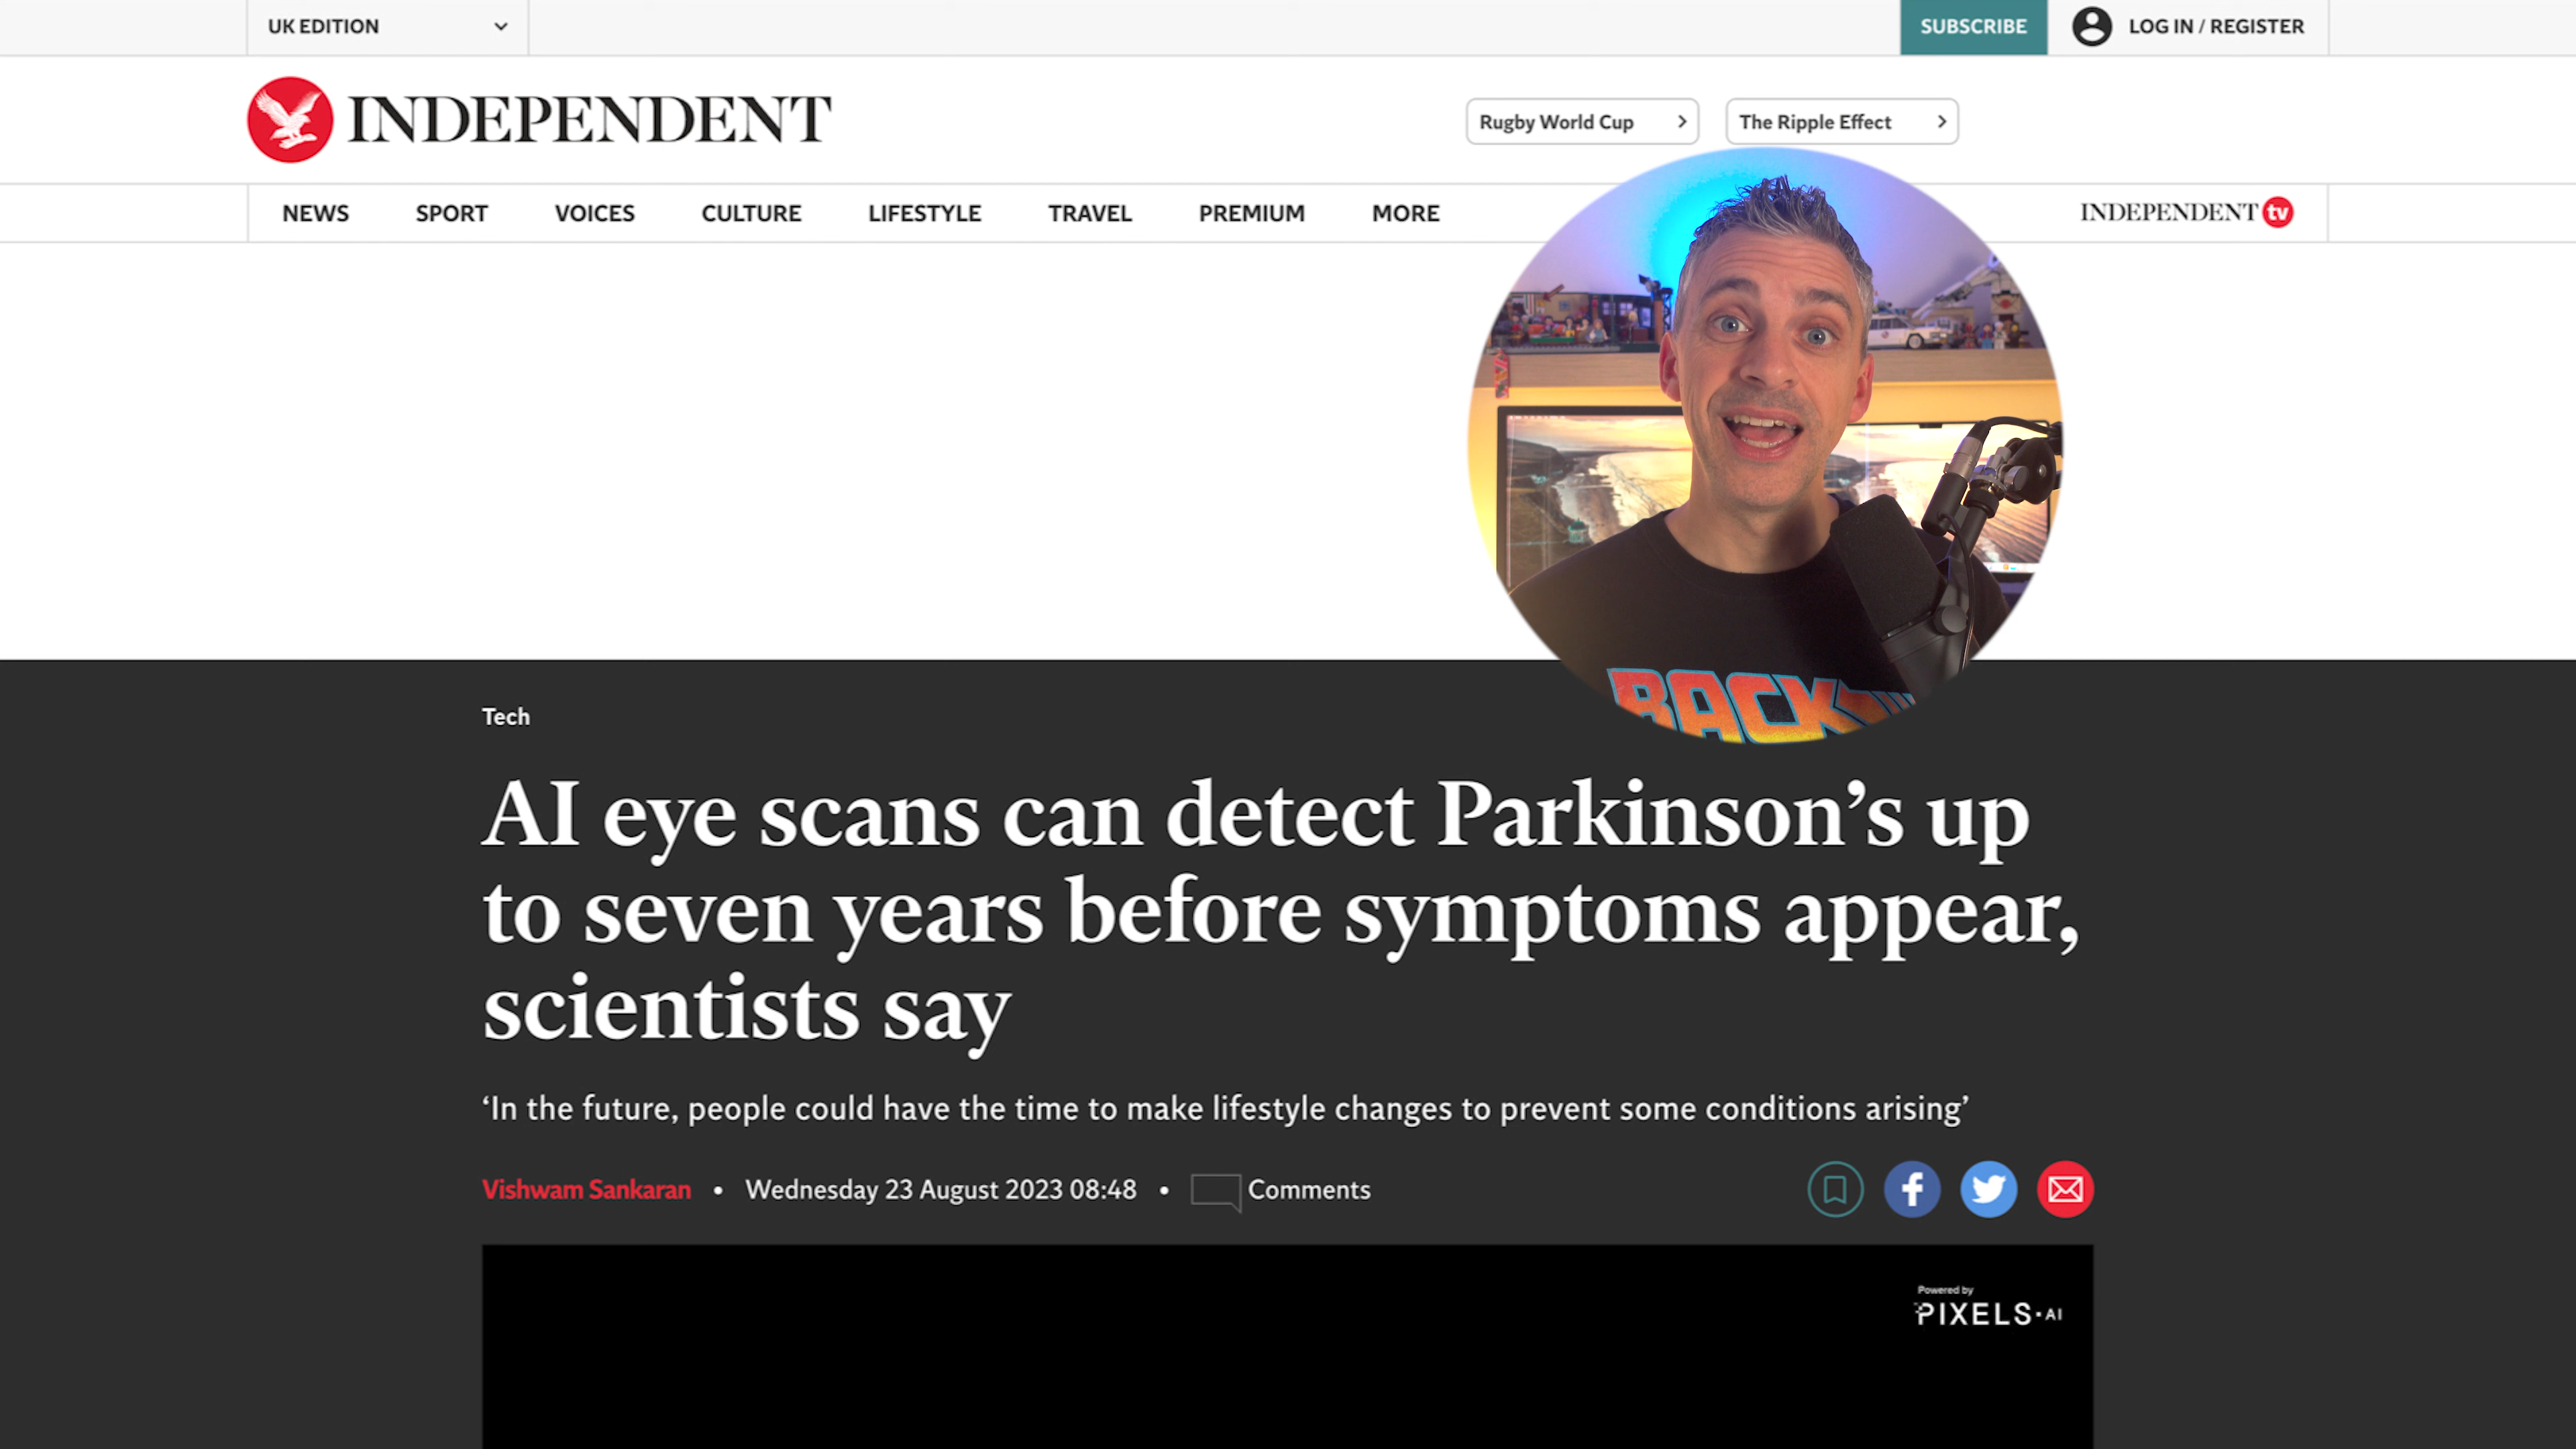 UK EDITION
SUBSCRIBE
LOG IN / REGISTER
INDEPENDENT
Rugby World Cup
The Ripple Effect
NEWS
SPORT
VOICES
CULTURE
LIFESTYLE
TRAVEL
PREMIUM
MORE
INDEPENDENT tv
BACK
Tech
AI eye scans can detect Parkinson’s up
to seven years before symptoms appear,
scientists say
‘In the future, people could have the time to make lifestyle changes to prevent some conditions arising’
Vishwam Sankaran • Wednesday 23 August 2023 08:48 • Comments
Powered by
PIXELS·AI